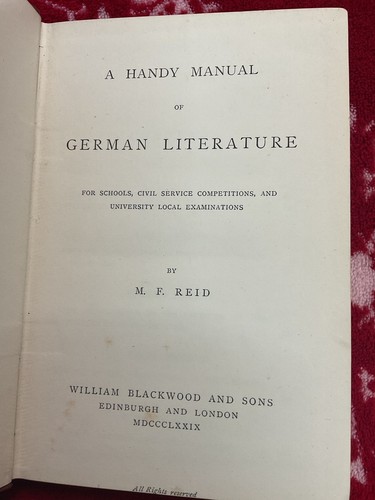 A HANDY MANUAL
OF
GERMAN LITERATURE
FOR SCHOOLS, CIVIL SERVICE COMPETITIONS, AND
UNIVERSITY LOCAL EXAMINATIONS
BY
M. F. REID
WILLIAM BLACKWOOD AND SONS
EDINBURGH AND LONDON
MDCCCLXXIX
All Rights reserved